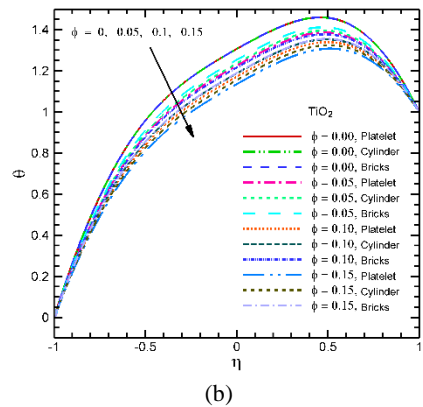 1.4
ϕ = 0, 0.05, 0.1, 0.15
1.2
1
0.8
θ
0.6
0.4
0.2
0
TiO2
ϕ = 0.00, Platelet
ϕ = 0.00, Cylinder
ϕ = 0.00, Bricks
ϕ = 0.05, Platelet
ϕ = 0.05, Cylinder
ϕ = 0.05, Bricks
ϕ = 0.10, Platelet
ϕ = 0.10, Cylinder
ϕ = 0.10, Bricks
ϕ = 0.15, Platelet
ϕ = 0.15, Cylinder
ϕ = 0.15, Bricks
-1 -0.5 0 0.5 1
η
(b)